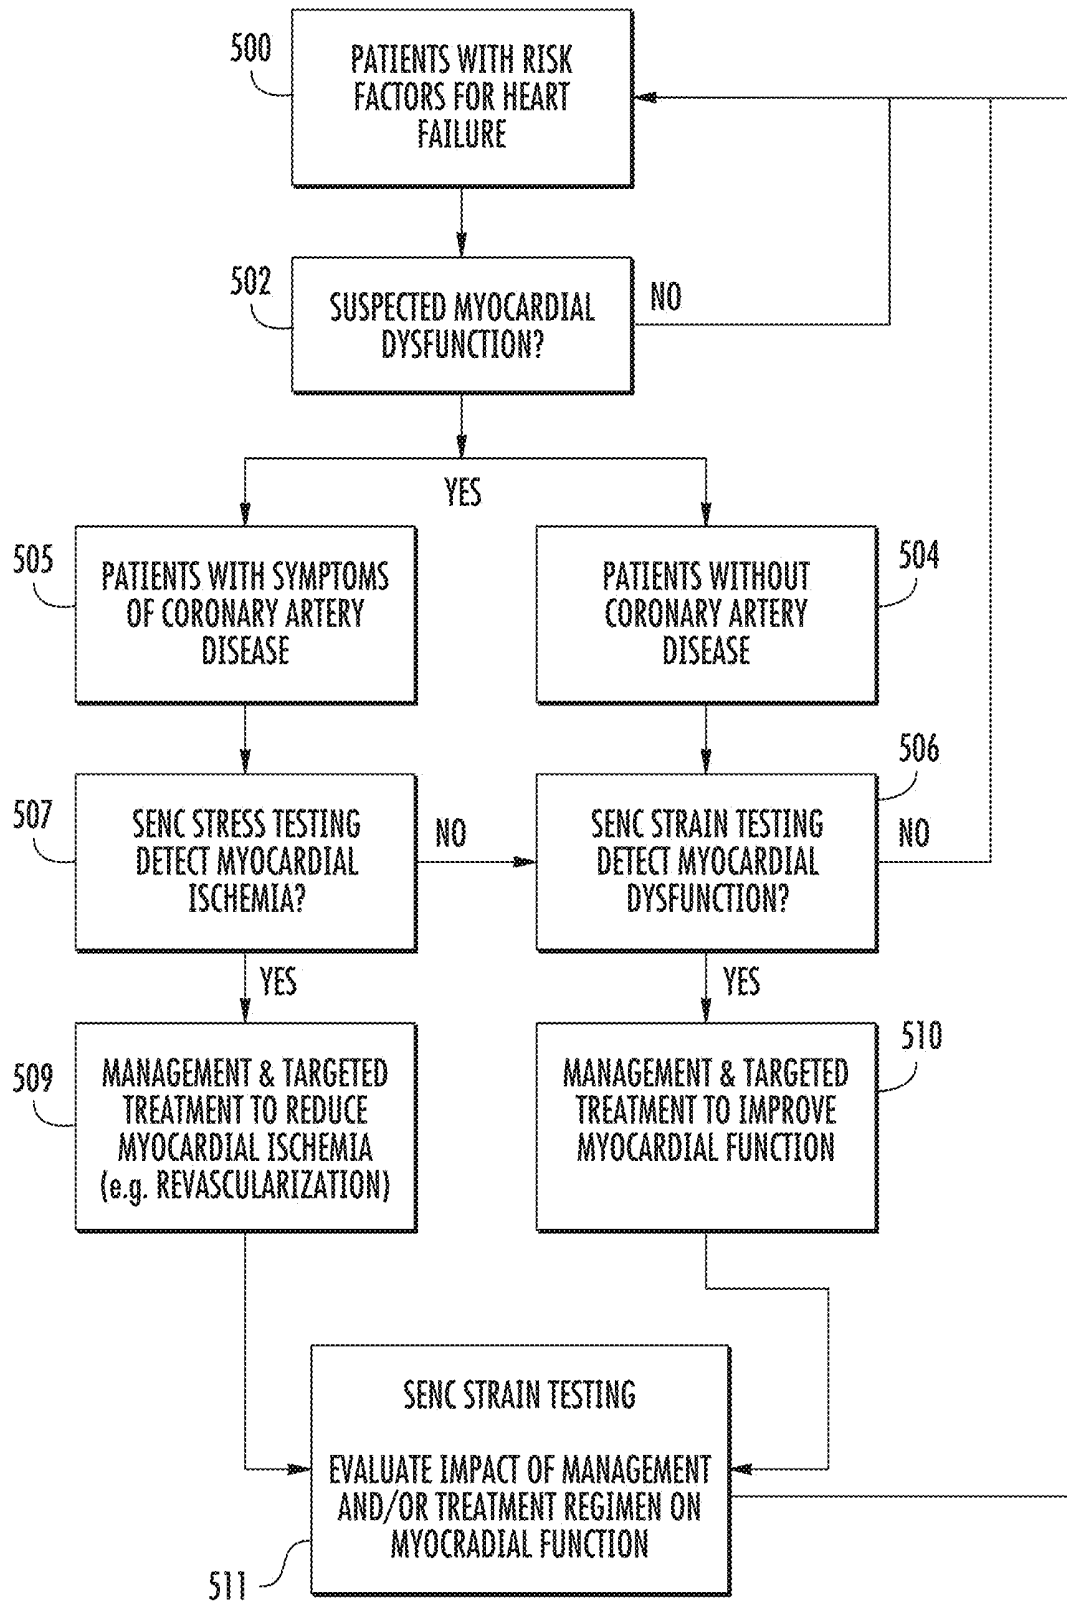 500
PATIENTS WITH RISK
FACTORS FOR HEART
FAILURE
502
SUSPECTED MYOCARDIAL
DYSFUNCTION?
NO
YES
505
PATIENTS WITH SYMPTOMS
OF CORONARY ARTERY
DISEASE
504
PATIENTS WITHOUT
CORONARY ARTERY
DISEASE
507
SENC STRESS TESTING
DETECT MYOCARDIAL
ISCHEMIA?
NO
506
SENC STRAIN TESTING
DETECT MYOCARDIAL
DYSFUNCTION?
NO
YES
YES
509
MANAGEMENT & TARGETED
TREATMENT TO REDUCE
MYOCARDIAL ISCHEMIA
(e.g. REVASCULARIZATION)
510
MANAGEMENT & TARGETED
TREATMENT TO IMPROVE
MYOCARDIAL FUNCTION
SENC STRAIN TESTING
EVALUATE IMPACT OF MANAGEMENT
AND/OR TREATMENT REGIMEN ON
MYOCRADIAL FUNCTION
511